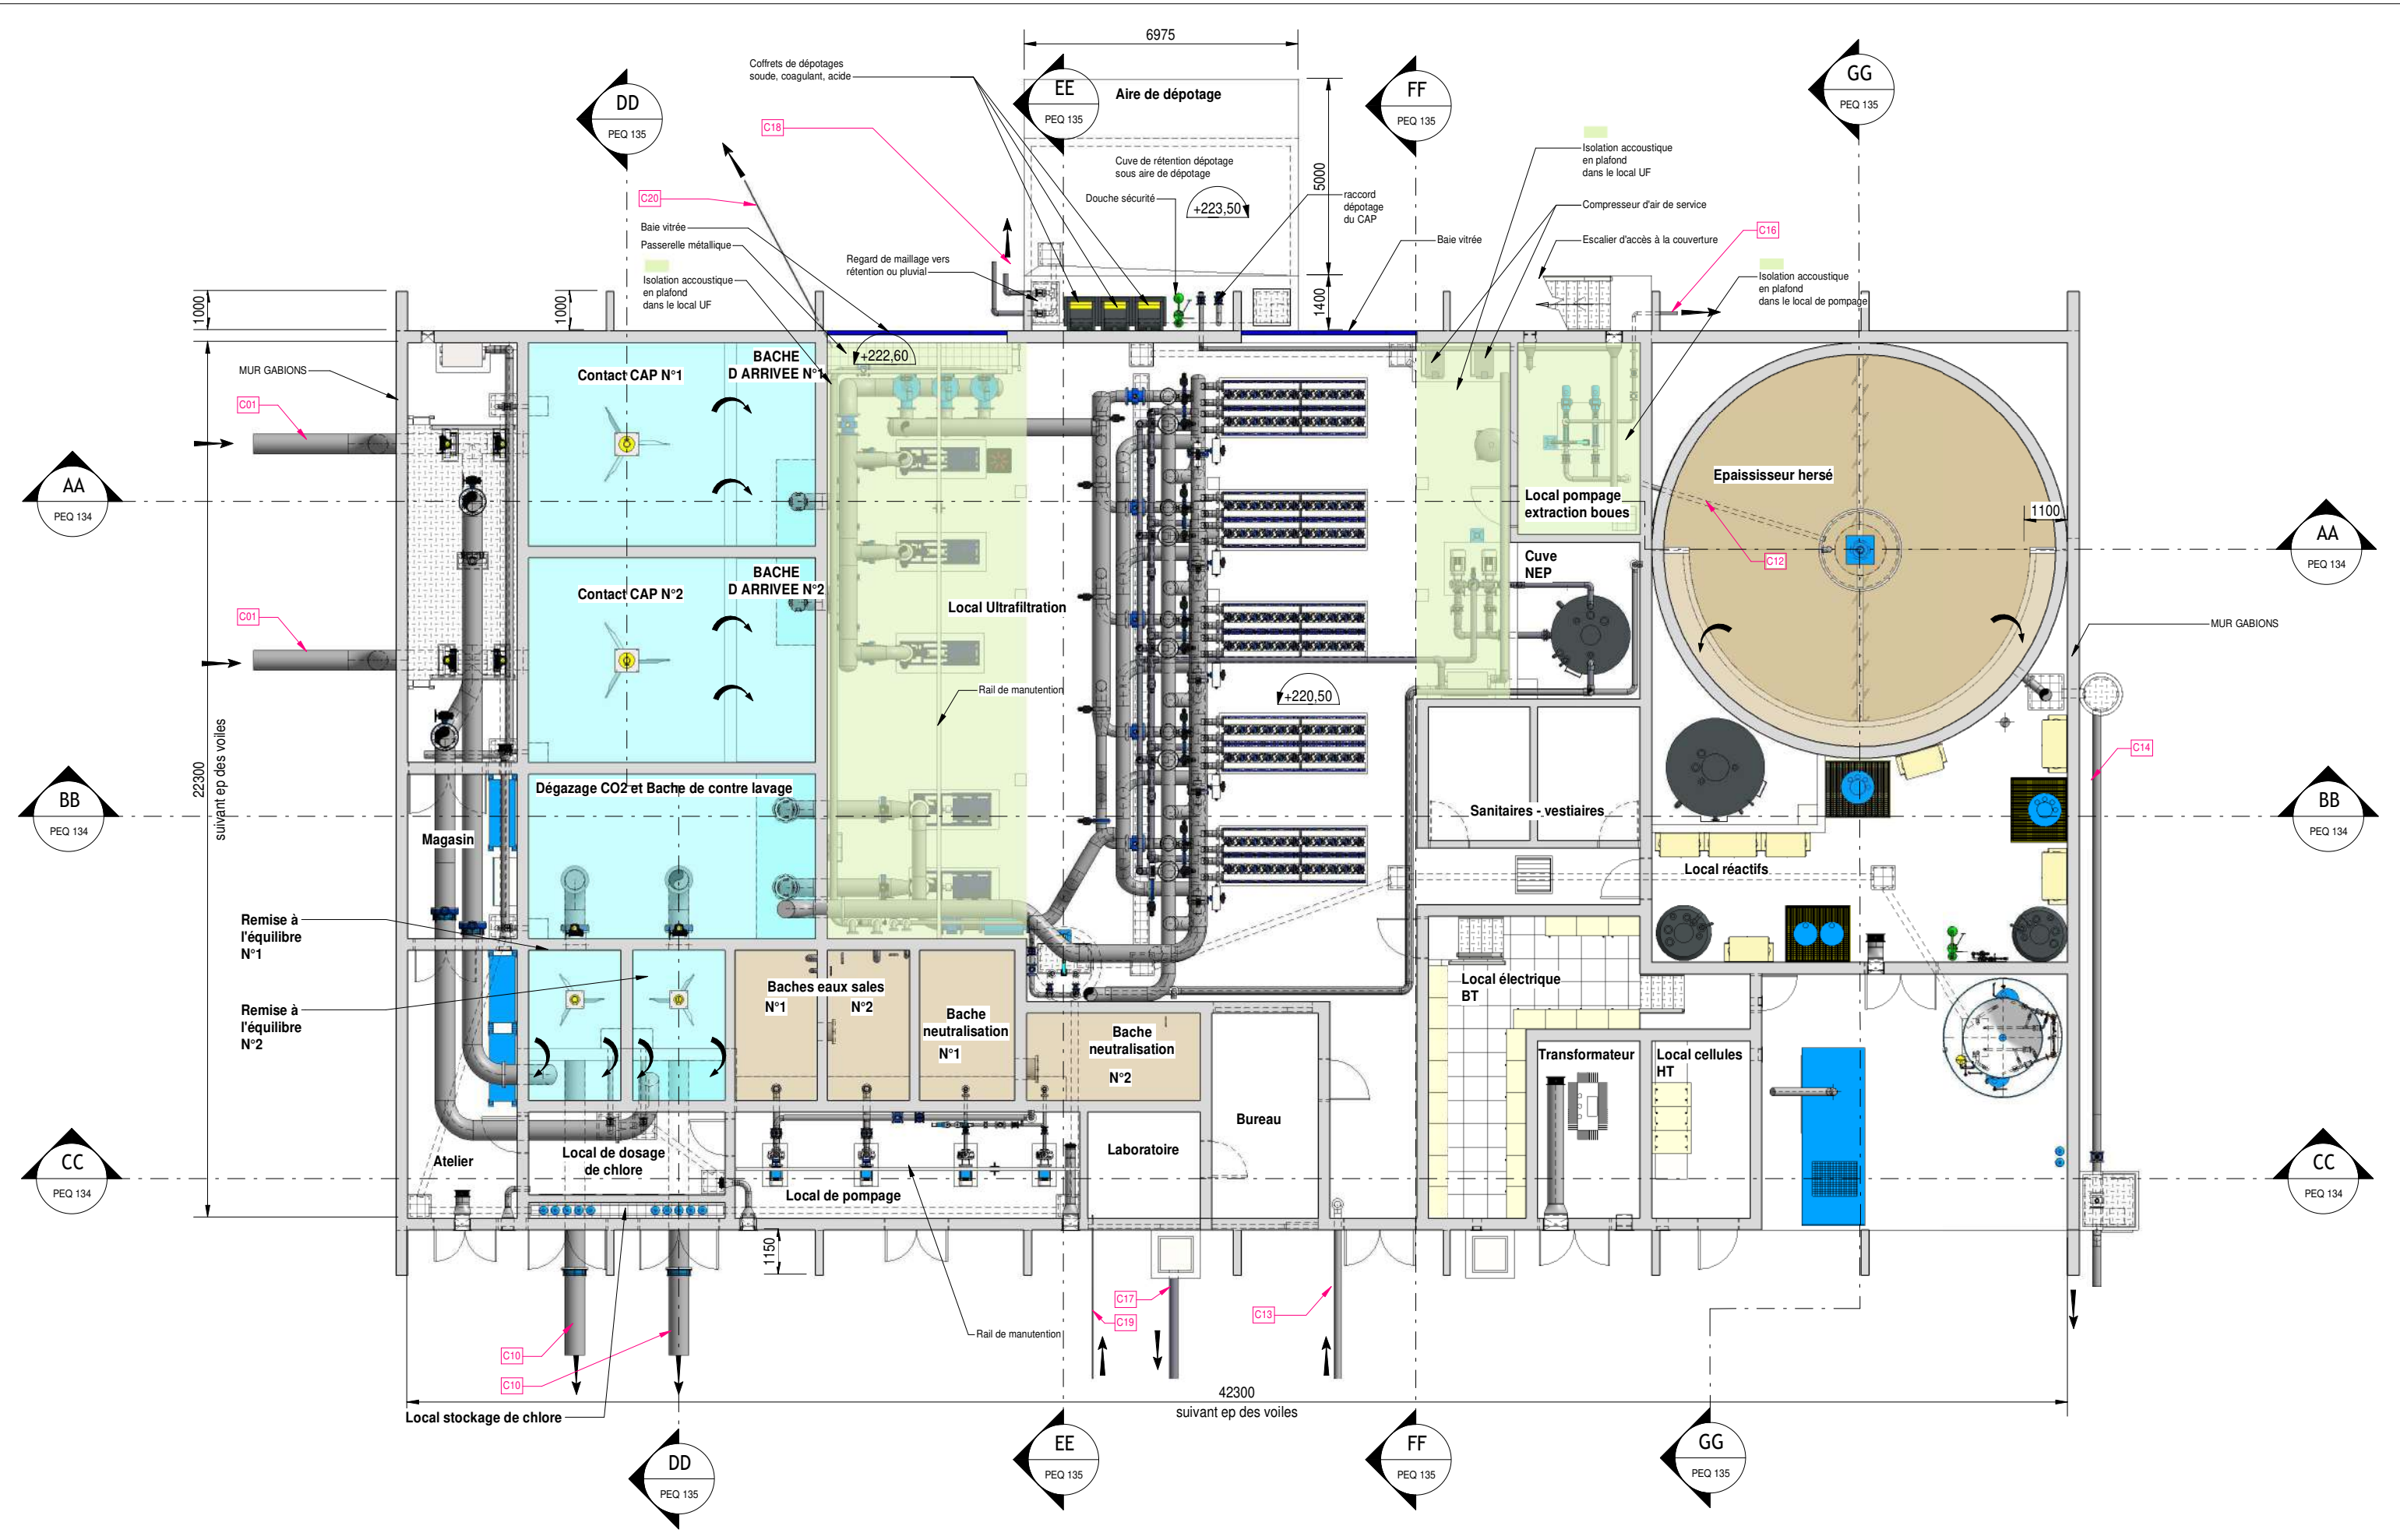 6975
Coffrets de dépotages
soude, coagulant, acide
DD
PEQ 135
EE
PEQ 135
Aire de dépotage
FF
PEQ 135
GG
PEQ 135
C18
C20
Cuve de rétention dépotage
sous aire de dépotage
Douche sécurité
+223,50
5000
raccord
dépotage
du CAP
Isolation accoustique
en plafond
dans le local UF
Compresseur d'air de service
Baie vitrée
Passerelle métallique
Isolation accoustique
en plafond
dans le local UF
Regard de maillage vers
rétention ou pluvial
Baie vitrée
Escalier d'accès à la couverture
C16
Isolation accoustique
en plafond
dans le local de pompage
1000
1000
1400
MUR GABIONS
C01
Contact CAP N°1
BACHE
D ARRIVEE N°1
+222,60
AA
PEQ 134
Local pompage
extraction boues
Epaississeur hersé
1100
AA
PEQ 134
C12
Contact CAP N°2
BACHE
D ARRIVEE N°2
Local Ultrafiltration
Cuve
NEP
C01
MUR GABIONS
Rail de manutention
+220,50
C14
22300
suivant ep des voiles
BB
PEQ 134
Dégazage CO2 et Bache de contre lavage
Magasin
Sanitaires - vestiaires
BB
PEQ 134
Local réactifs
Remise à
l'équilibre
N°1
Remise à
l'équilibre
N°2
Baches eaux sales
N°1
N°2
Bache
neutralisation
N°1
Bache
neutralisation
N°2
Local électrique
BT
Transformateur
Local cellules
HT
Bureau
CC
PEQ 134
Atelier
Local de dosage
de chlore
Local de pompage
Laboratoire
CC
PEQ 134
1150
C17
C19
C13
Rail de manutention
C10
C10
42300
suivant ep des voiles
Local stockage de chlore
DD
PEQ 135
EE
PEQ 135
FF
PEQ 135
GG
PEQ 135